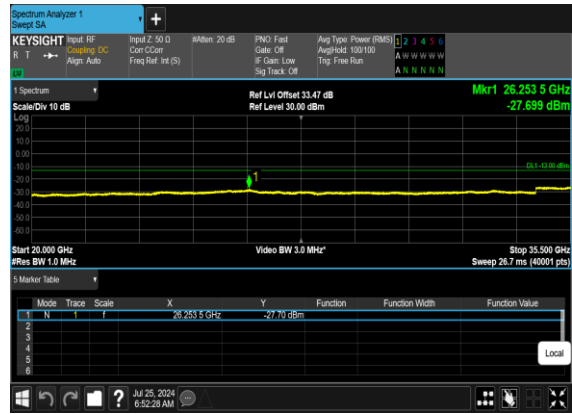 Spectrum Analyzer 1
Swept SA
+
KEYSIGHT Input: RF Input Z: 50 Ω #Atten: 20 dB PNO: Fast Avg Type: Power (RMS) 1 2 3 4 5 6
R T Coupling: DC Corr CCorr Gate: Off Avg|Hold: 100/100 A W W W W W
Align: Auto Freq Ref: Int (S) IF Gain: Low Trig: Free Run
Sig Track: Off A N N N N N
1 Spectrum Ref Lvl Offset 33.47 dB Mkr1 26.253 5 GHz
Scale/Div 10 dB Ref Level 30.00 dBm -27.699 dBm
Log
20.0
10.0
0.00
-10.0 DL1 -13.00 dBm
-20.0 1
-30.0
-40.0
-50.0
-60.0
Start 20.000 GHz Video BW 3.0 MHz* Stop 35.500 GHz
#Res BW 1.0 MHz Sweep 26.7 ms (40001 pts)
5 Marker Table
Mode Trace Scale X Y Function Function Width Function Value
1 N 1 f 26.253 5 GHz -27.70 dBm
2
3
4
5
6
Local
? Jul 25, 2024
6:52:28 AM